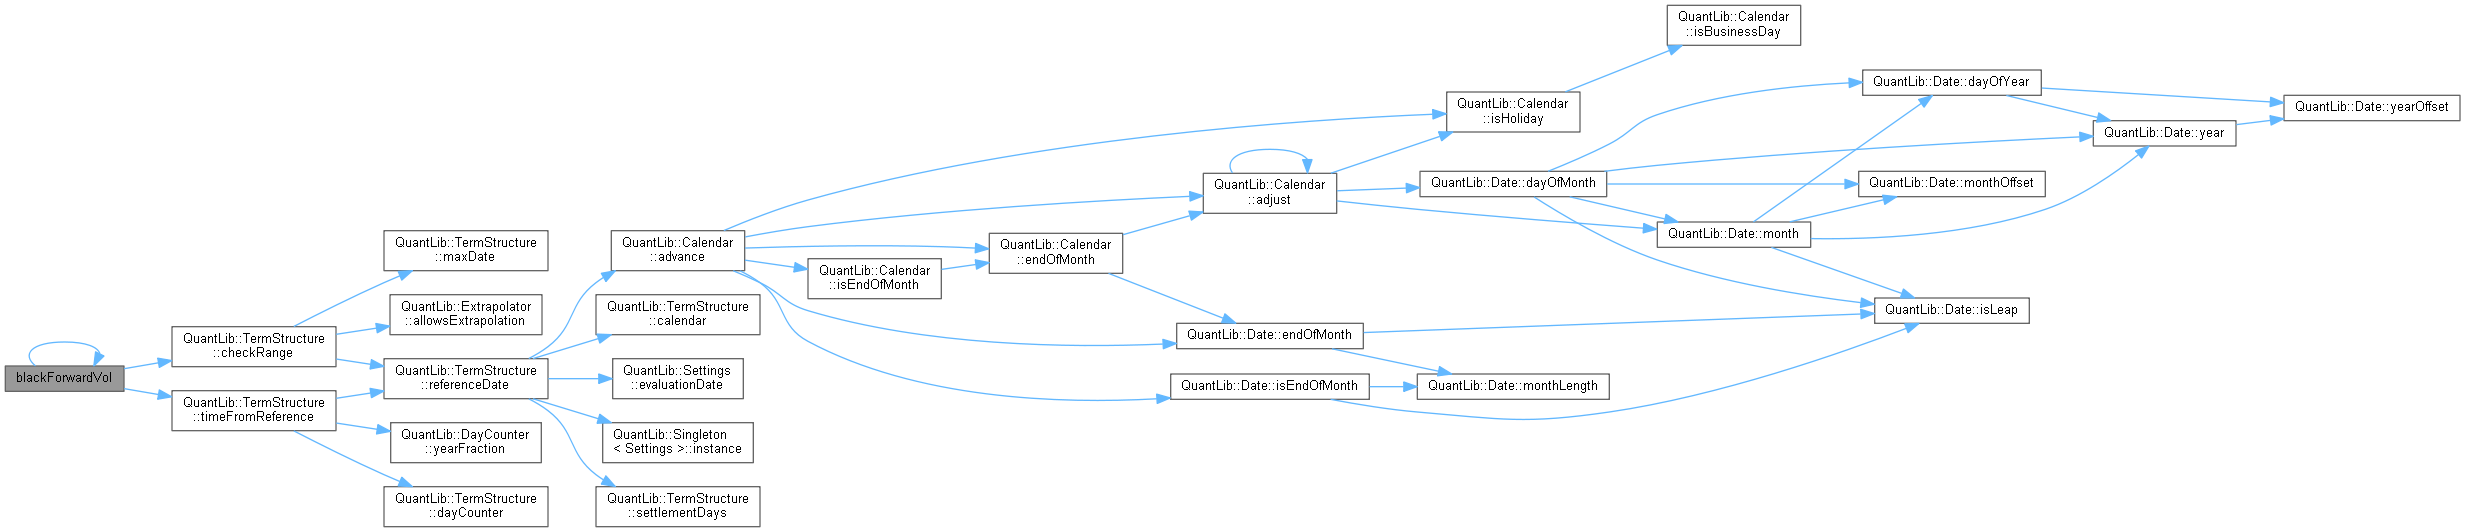 blackForwardVol
QuantLib::TermStructure
::checkRange
QuantLib::TermStructure
::timeFromReference
QuantLib::TermStructure
::maxDate
QuantLib::Extrapolator
::allowsExtrapolation
QuantLib::TermStructure
::referenceDate
QuantLib::DayCounter
::yearFraction
QuantLib::TermStructure
::dayCounter
QuantLib::Calendar
::advance
QuantLib::TermStructure
::calendar
QuantLib::Settings
::evaluationDate
QuantLib::Singleton
< Settings >::instance
QuantLib::TermStructure
::settlementDays
QuantLib::Calendar
::isEndOfMonth
QuantLib::Calendar
::endOfMonth
QuantLib::Calendar
::adjust
QuantLib::Date::endOfMonth
QuantLib::Date::isEndOfMonth
QuantLib::Calendar
::isHoliday
QuantLib::Date::dayOfMonth
QuantLib::Date::monthLength
QuantLib::Calendar
::isBusinessDay
QuantLib::Date::month
QuantLib::Date::dayOfYear
QuantLib::Date::monthOffset
QuantLib::Date::isLeap
QuantLib::Date::year
QuantLib::Date::yearOffset